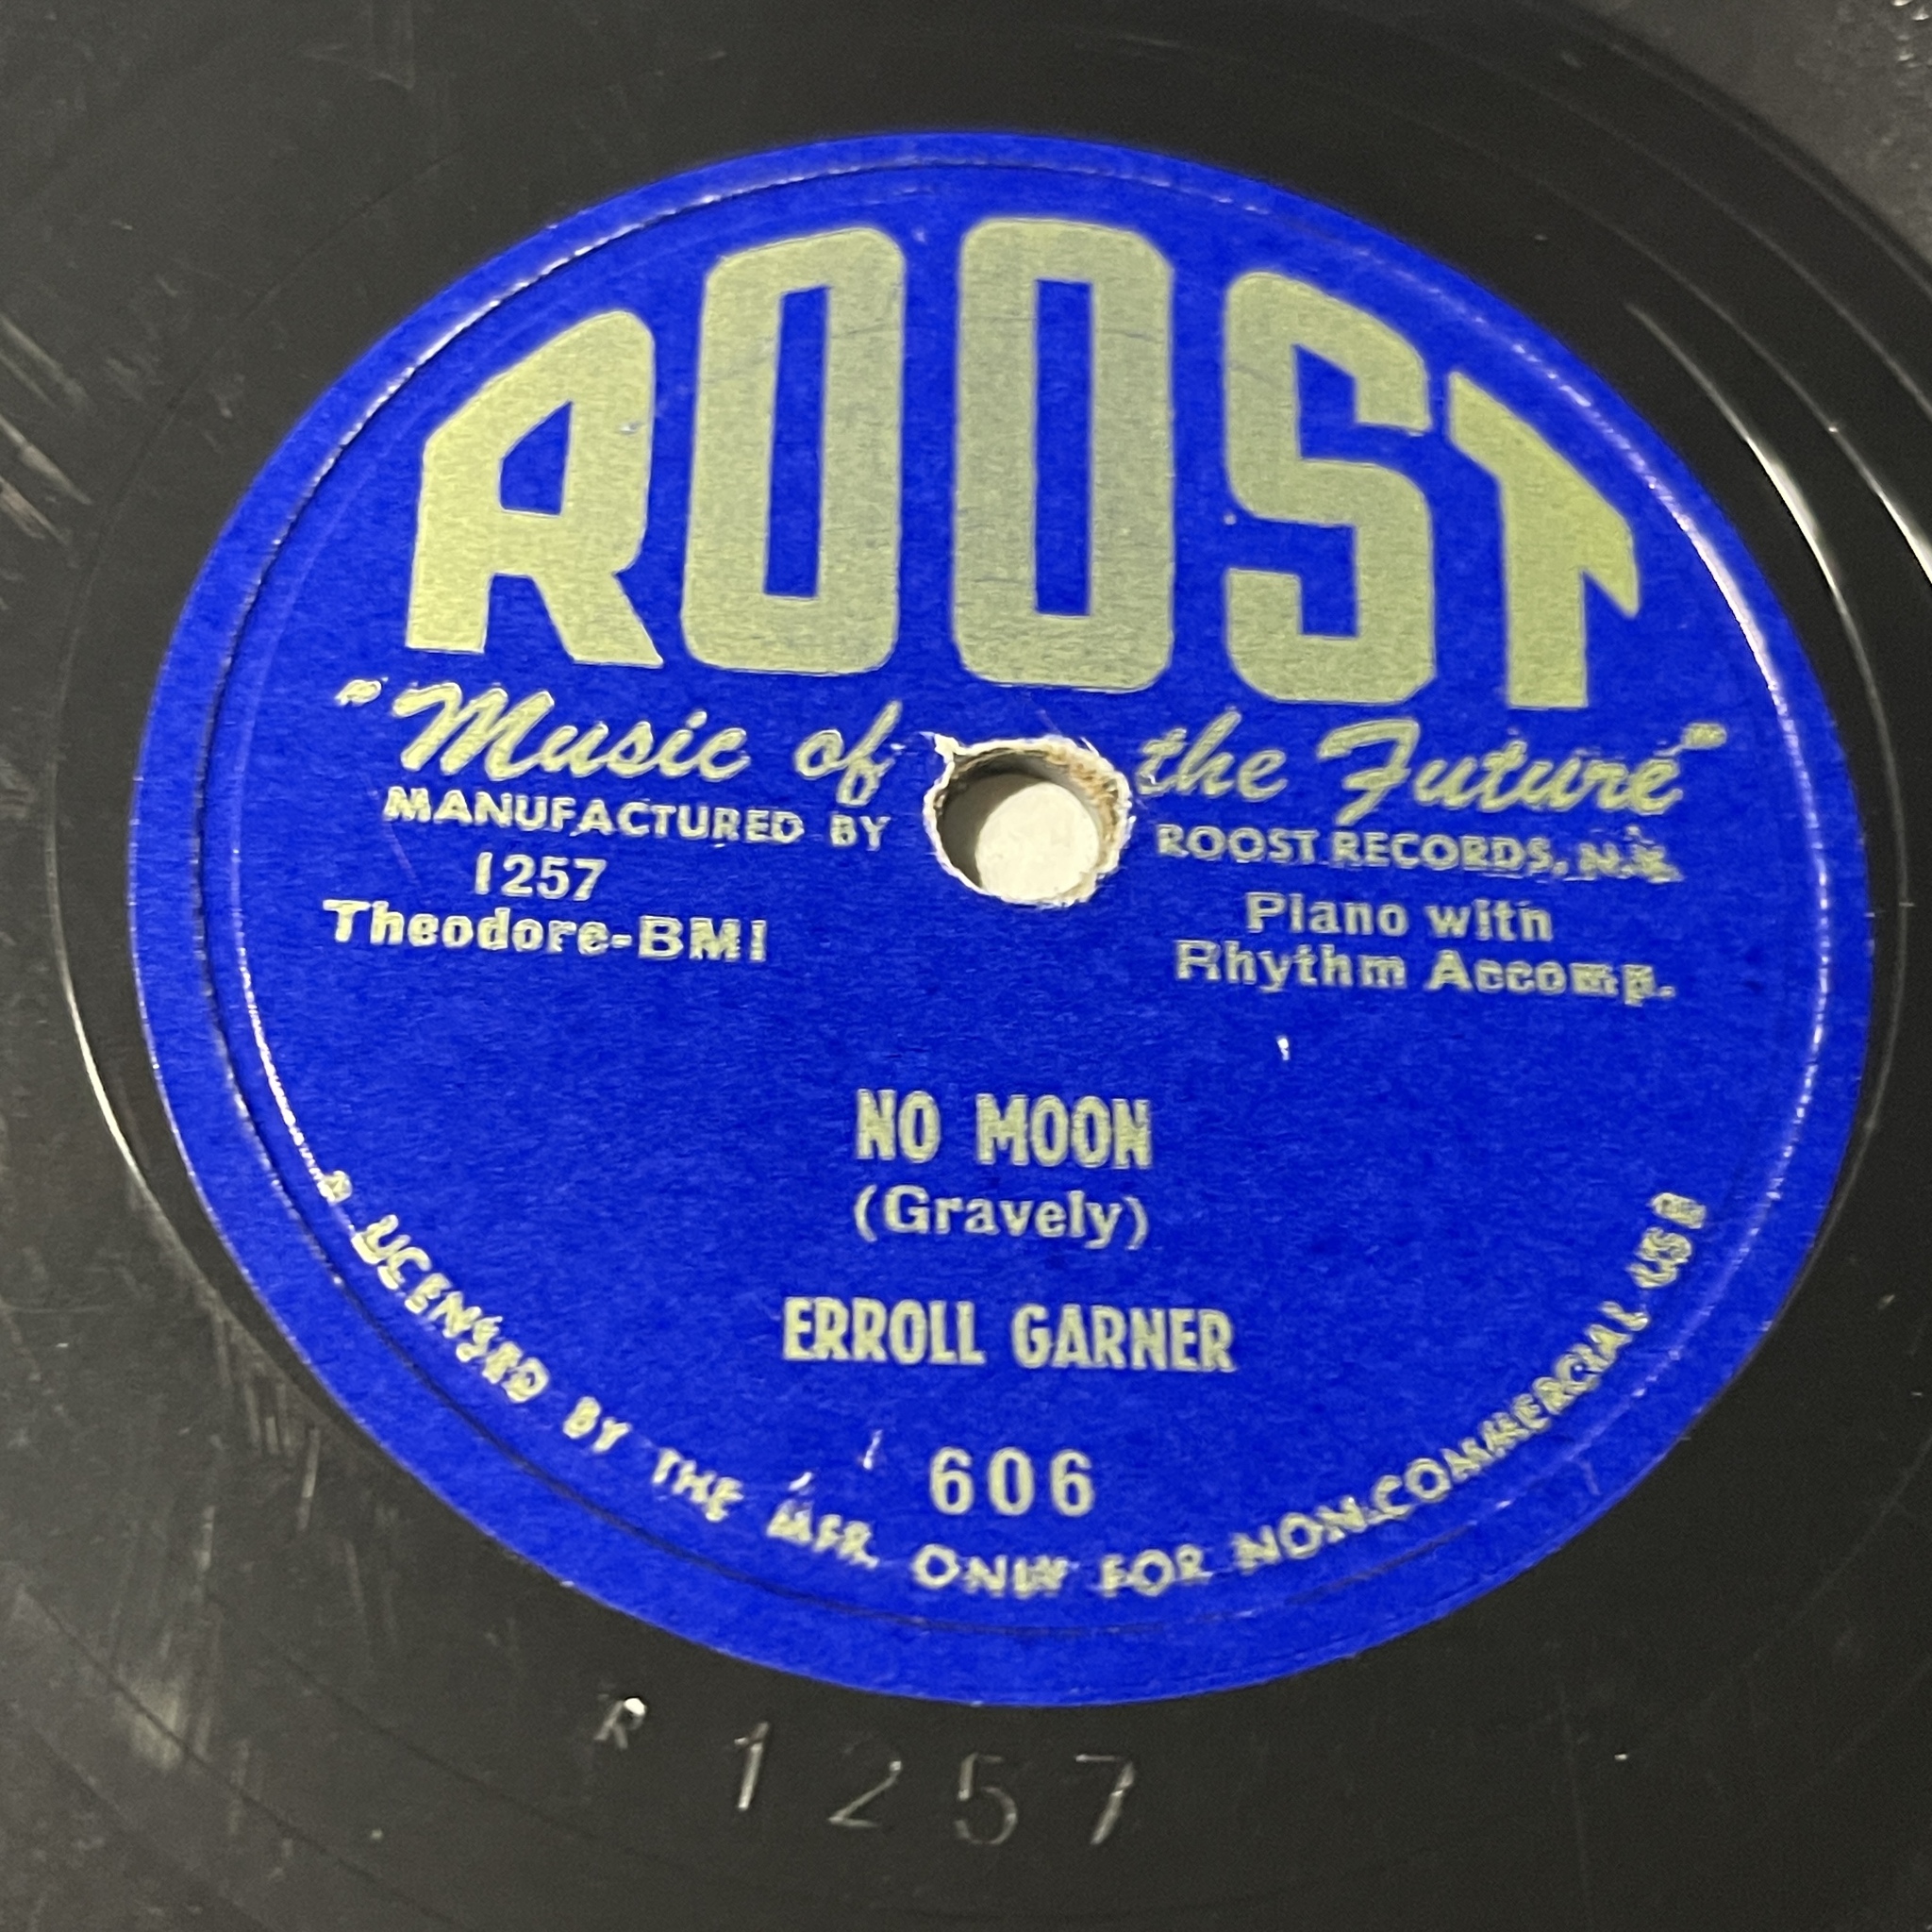 ROOST
"Music of the Future"
MANUFACTURED BY ROOST RECORDS, N.Y.
1257
Theodore-BMI
Piano with
Rhythm Accomp.
NO MOON
(Gravely)
ERROLL GARNER
606
LICENSED BY THE MFR. ONLY FOR NON-COMMERCIAL USE
R 1257